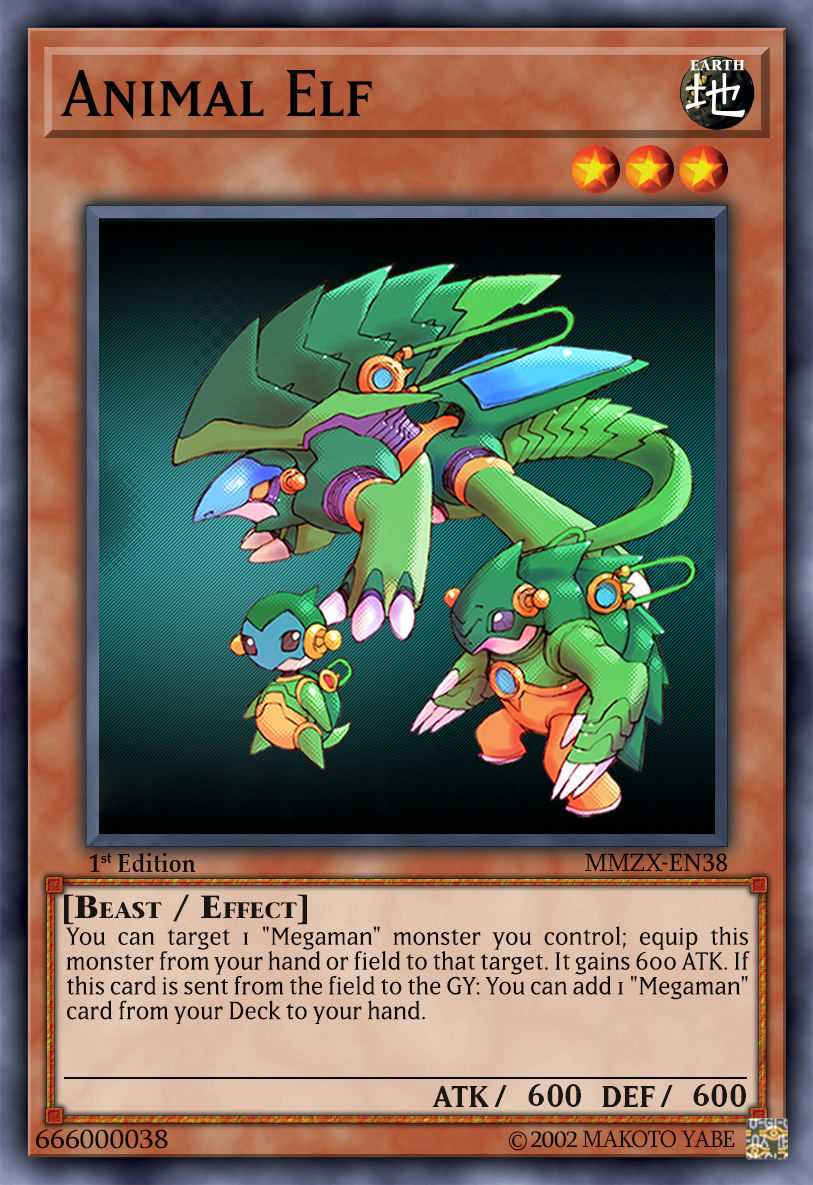 Animal Elf
EARTH
地
1st Edition
MMZX-EN38
[Beast / Effect]
You can target 1 "Megaman" monster you control; equip this
monster from your hand or field to that target. It gains 600 ATK. If
this card is sent from the field to the GY: You can add 1 "Megaman"
card from your Deck to your hand.
ATK / 600 DEF / 600
666000038
© 2002 MAKOTO YABE